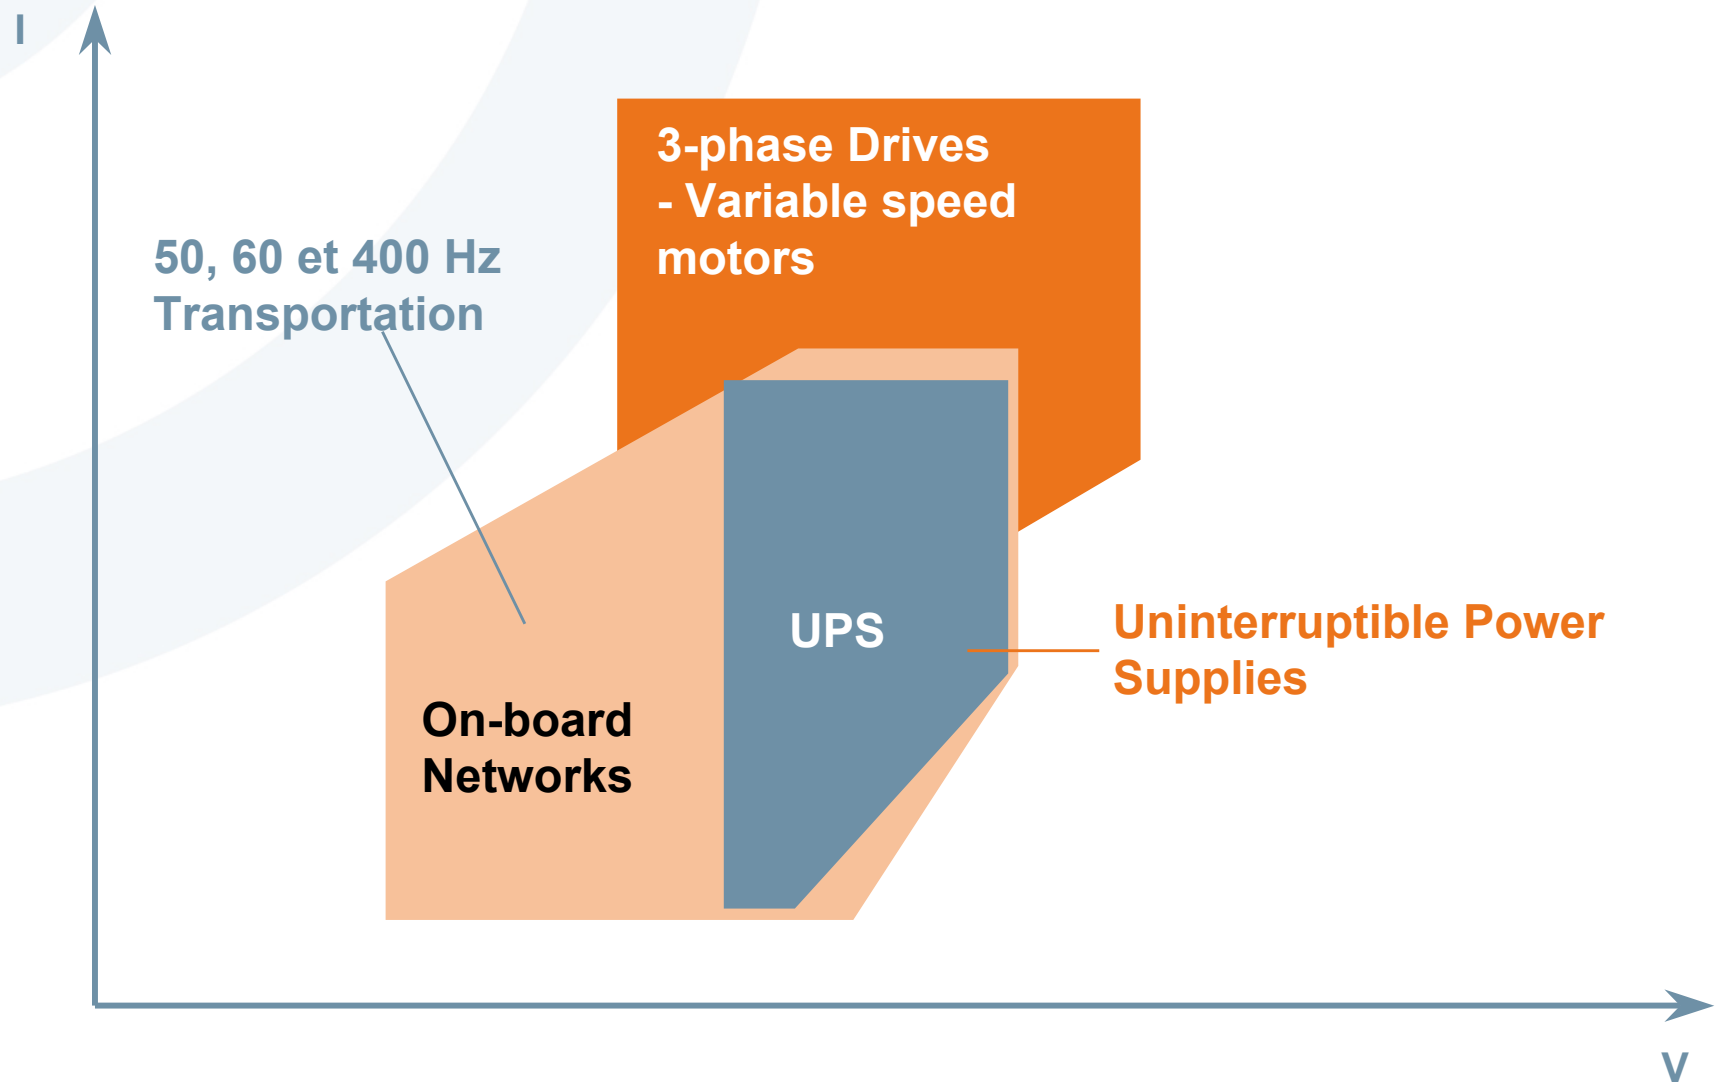 I
3-phase Drives
- Variable speed
motors
50, 60 et 400 Hz
Transportation
UPS
Uninterruptible Power
Supplies
On-board
Networks
V